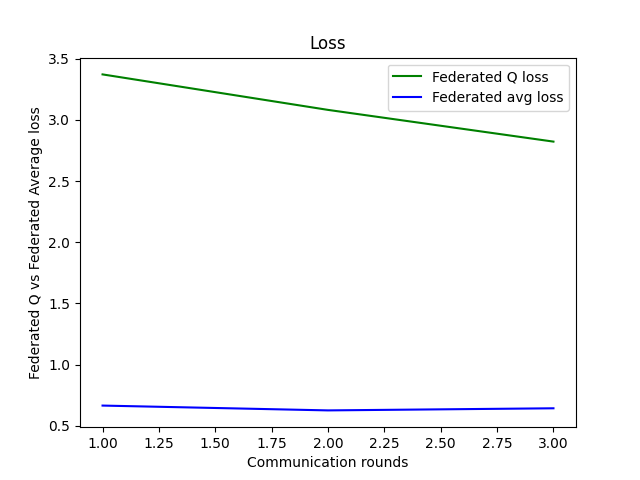 Loss
Federated Q loss
Federated avg loss
Federated Q vs Federated Average loss
3.5
3.0
2.5
2.0
1.5
1.0
0.5
1.00 1.25 1.50 1.75 2.00 2.25 2.50 2.75 3.00
Communication rounds